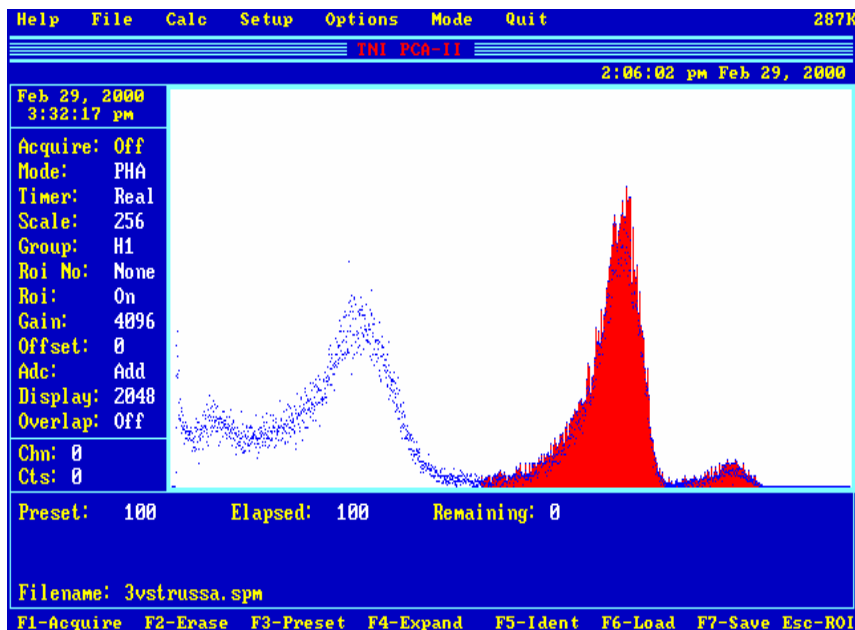 Help File Calc Setup Options Mode Quit 287K
TNI PCA-II
2:06:02 pm Feb 29, 2000
Feb 29, 2000
3:32:17 pm
Acquire: Off
Mode: PHA
Timer: Real
Scale: 256
Group: H1
Roi No: None
Roi: On
Gain: 4096
Offset: 0
Adc: Add
Display: 2048
Overlap: Off
Chn: 0
Cts: 0
Preset: 100 Elapsed: 100 Remaining: 0
Filename: 3vstrussa.spm
F1-Acquire F2-Erase F3-Preset F4-Expand F5-Ident F6-Load F7-Save Esc-ROI